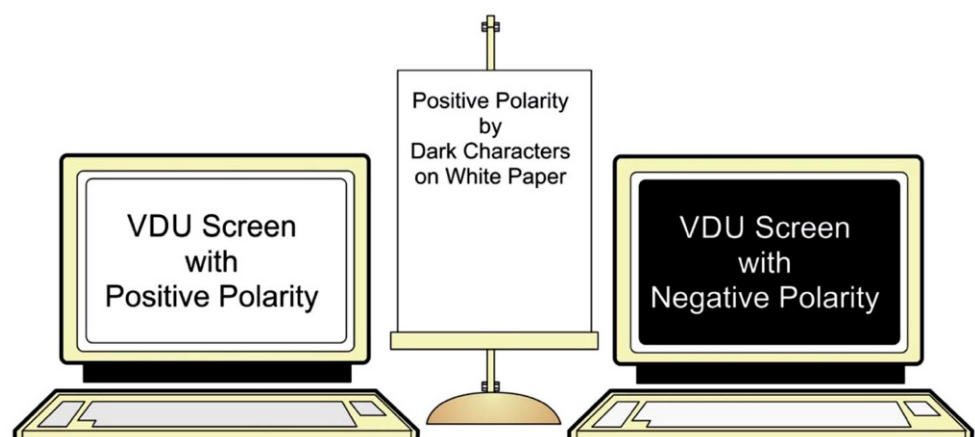 VDU Screen
with
Positive Polarity
Positive Polarity
by
Dark Characters
on White Paper
VDU Screen
with
Negative Polarity